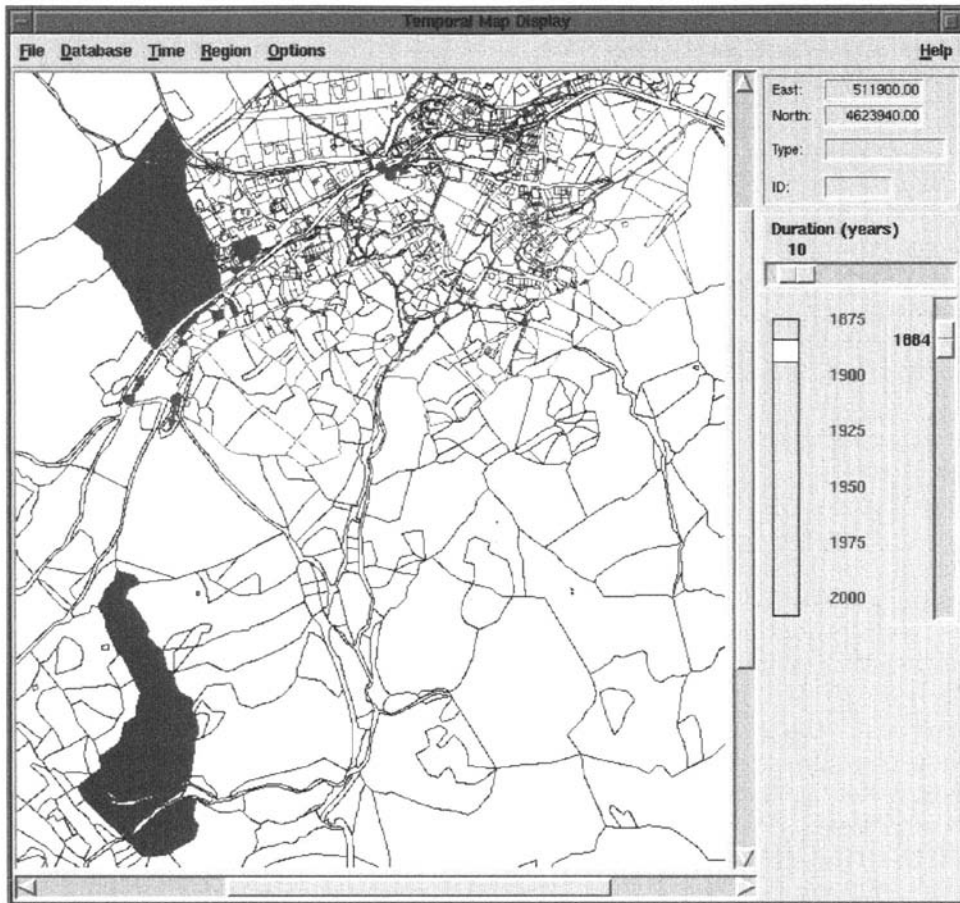 Temporal Map Display
File Database Time Region Options Help
East: 511900.00
North: 4623940.00
Type:
ID:
Duration (years)
10
1875
1884
1900
1925
1950
1975
2000